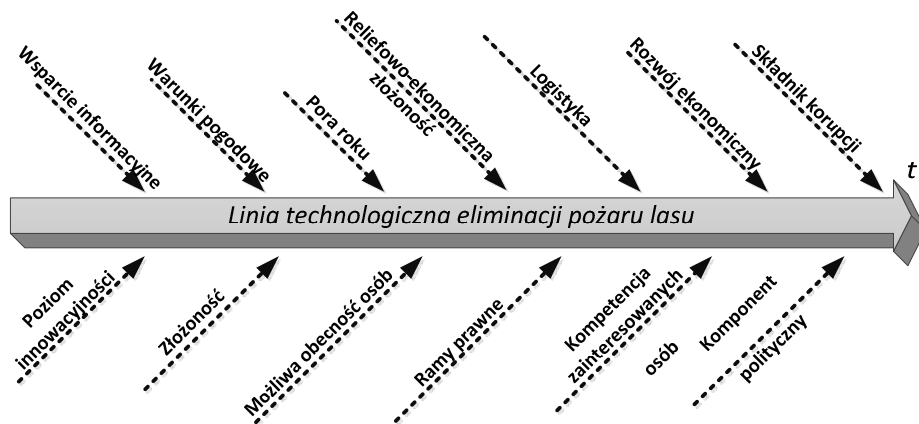 Wsparcie informacyjne
Warunki pogodowe
Pora roku
Reliefowo-ekonomiczna
złożoność
Logistyka
Rozwój ekonomiczny
Składnik korupcji
t
Linia technologiczna eliminacji pożaru lasu
Poziom
innowacyjności
Złożoność
Możliwa obecność osób
Ramy prawne
Kompetencja
zainteresowanych
osób
Komponent
polityczny